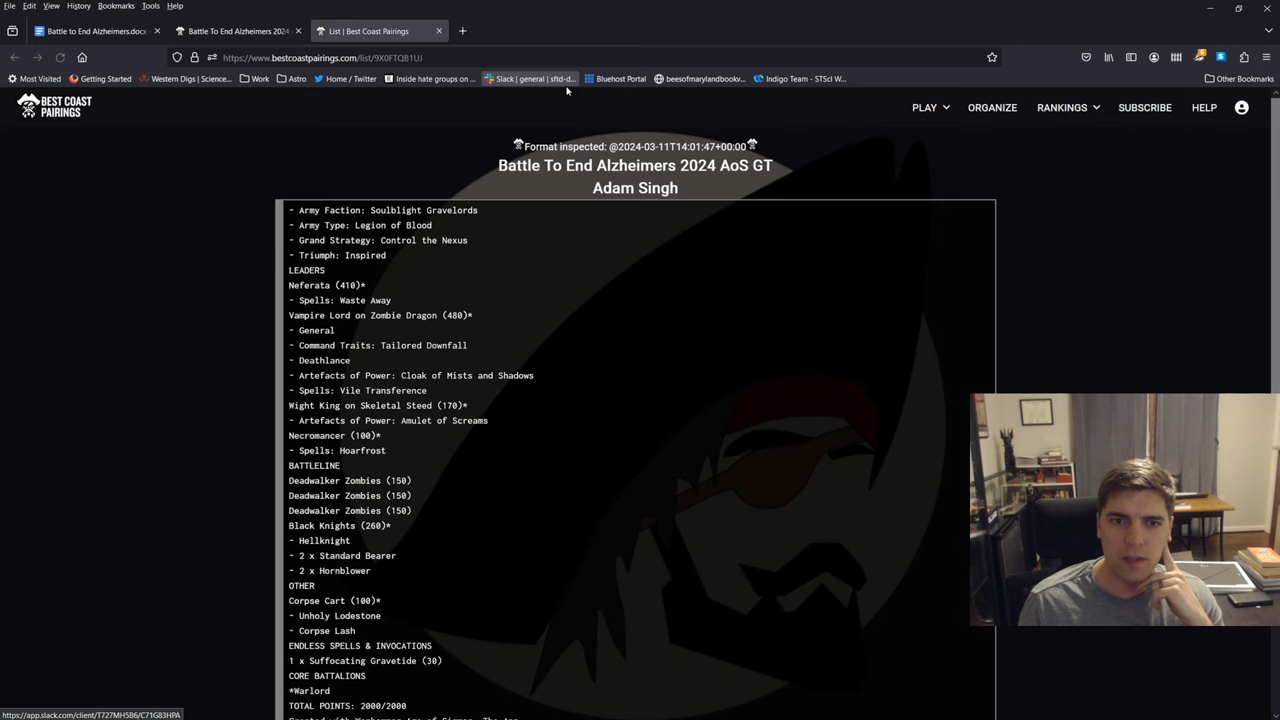 File Edit View History Bookmarks Tools Help
Battle to End Alzheimers.docx
Battle To End Alzheimers 2024
List | Best Coast Pairings
https://www.bestcoastpairings.com/list/9X0FTQB1UJ
Most Visited Getting Started Western Digs | Science... Work Astro Home / Twitter Inside hate groups on ... Slack | general | sftd-d... Bluehost Portal beesofmarylandbookv... Indigo Team - STScI W... Other Bookmarks
BEST COAST
PAIRINGS
PLAY ORGANIZE RANKINGS SUBSCRIBE HELP
Format inspected: @2024-03-11T14:01:47+00:00
Battle To End Alzheimers 2024 AoS GT
Adam Singh
- Army Faction: Soulblight Gravelords
- Army Type: Legion of Blood
- Grand Strategy: Control the Nexus
- Triumph: Inspired
LEADERS
Neferata (410)*
- Spells: Waste Away
Vampire Lord on Zombie Dragon (480)*
- General
- Command Traits: Tailored Downfall
- Deathlance
- Artefacts of Power: Cloak of Mists and Shadows
- Spells: Vile Transference
Wight King on Skeletal Steed (170)*
- Artefacts of Power: Amulet of Screams
Necromancer (100)*
- Spells: Hoarfrost
BATTLELINE
Deadwalker Zombies (150)
Deadwalker Zombies (150)
Deadwalker Zombies (150)
Black Knights (260)*
- Hellknight
- 2 x Standard Bearer
- 2 x Hornblower
OTHER
Corpse Cart (100)*
- Unholy Lodestone
- Corpse Lash
ENDLESS SPELLS & INVOCATIONS
1 x Suffocating Gravetide (30)
CORE BATTALIONS
*Warlord
TOTAL POINTS: 2000/2000
Created with Warhammer Age of Sigmar: The App
https://app.slack.com/client/T727MH5B6/C71G83HPA